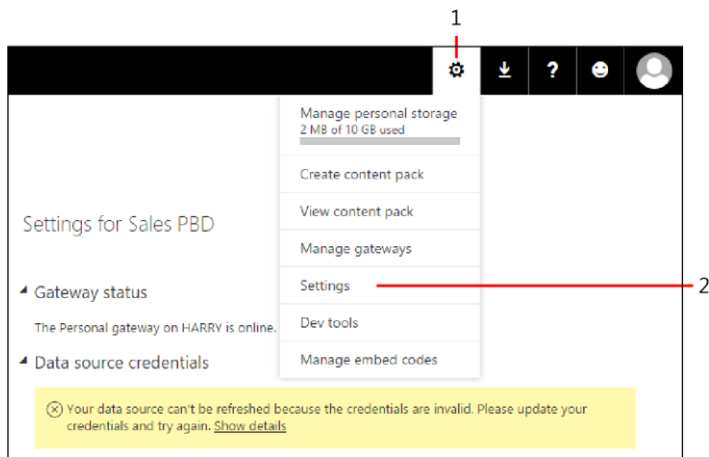 1
?
Manage personal storage
2 MB of 10 GB used
Create content pack
View content pack
Settings for Sales PBD
Manage gateways
Settings
2
Gateway status
Dev tools
The Personal gateway on HARRY is online.
Manage embed codes
Data source credentials
Your data source can't be refreshed because the credentials are invalid. Please update your
credentials and try again. Show details